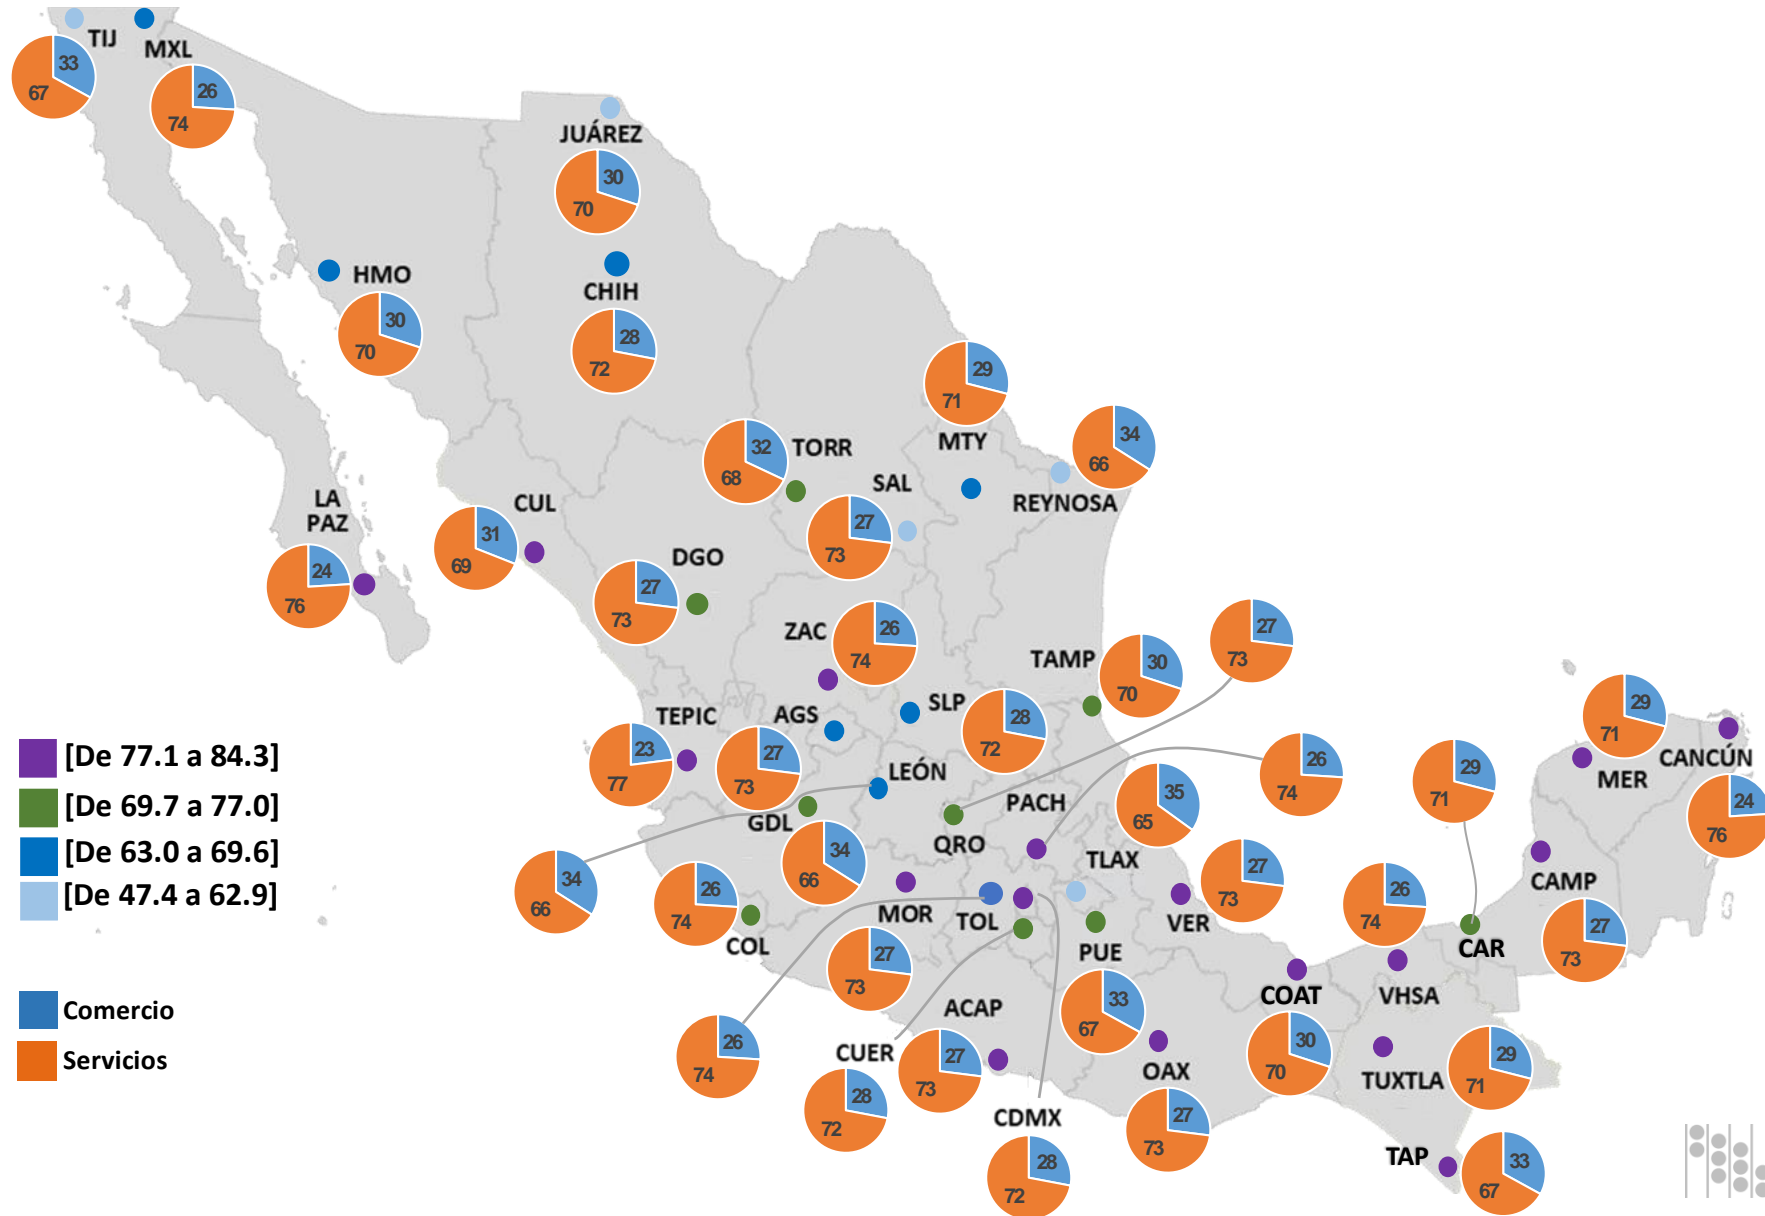 TIJ
MXL
33
67
26
74
JUÁREZ
30
70
HMO
30
70
CHIH
28
72
29
71
MTY
34
66
REYNOSA
TORR
32
68
SAL
27
73
LA
PAZ
24
76
CUL
31
69
DGO
27
73
ZAC
26
74
TAMP
30
70
27
73
TEPIC
23
77
AGS
27
73
SLP
28
72
LEÓN
GDL
34
66
QRO
PACH
26
74
35
65
TLAX
29
71
29
71
MER
CANCÚN
24
76
[De 77.1 a 84.3]
[De 69.7 a 77.0]
[De 63.0 a 69.6]
[De 47.4 a 62.9]
34
66
26
74
COL
MOR
27
73
TOL
PUE
33
67
27
73
VER
26
74
CAR
CAMP
27
73
Comercio
Servicios
26
74
CUER
28
72
ACAP
27
73
CDMX
28
72
OAX
27
73
COAT
30
70
VHSA
TUXTLA
29
71
TAP
33
67